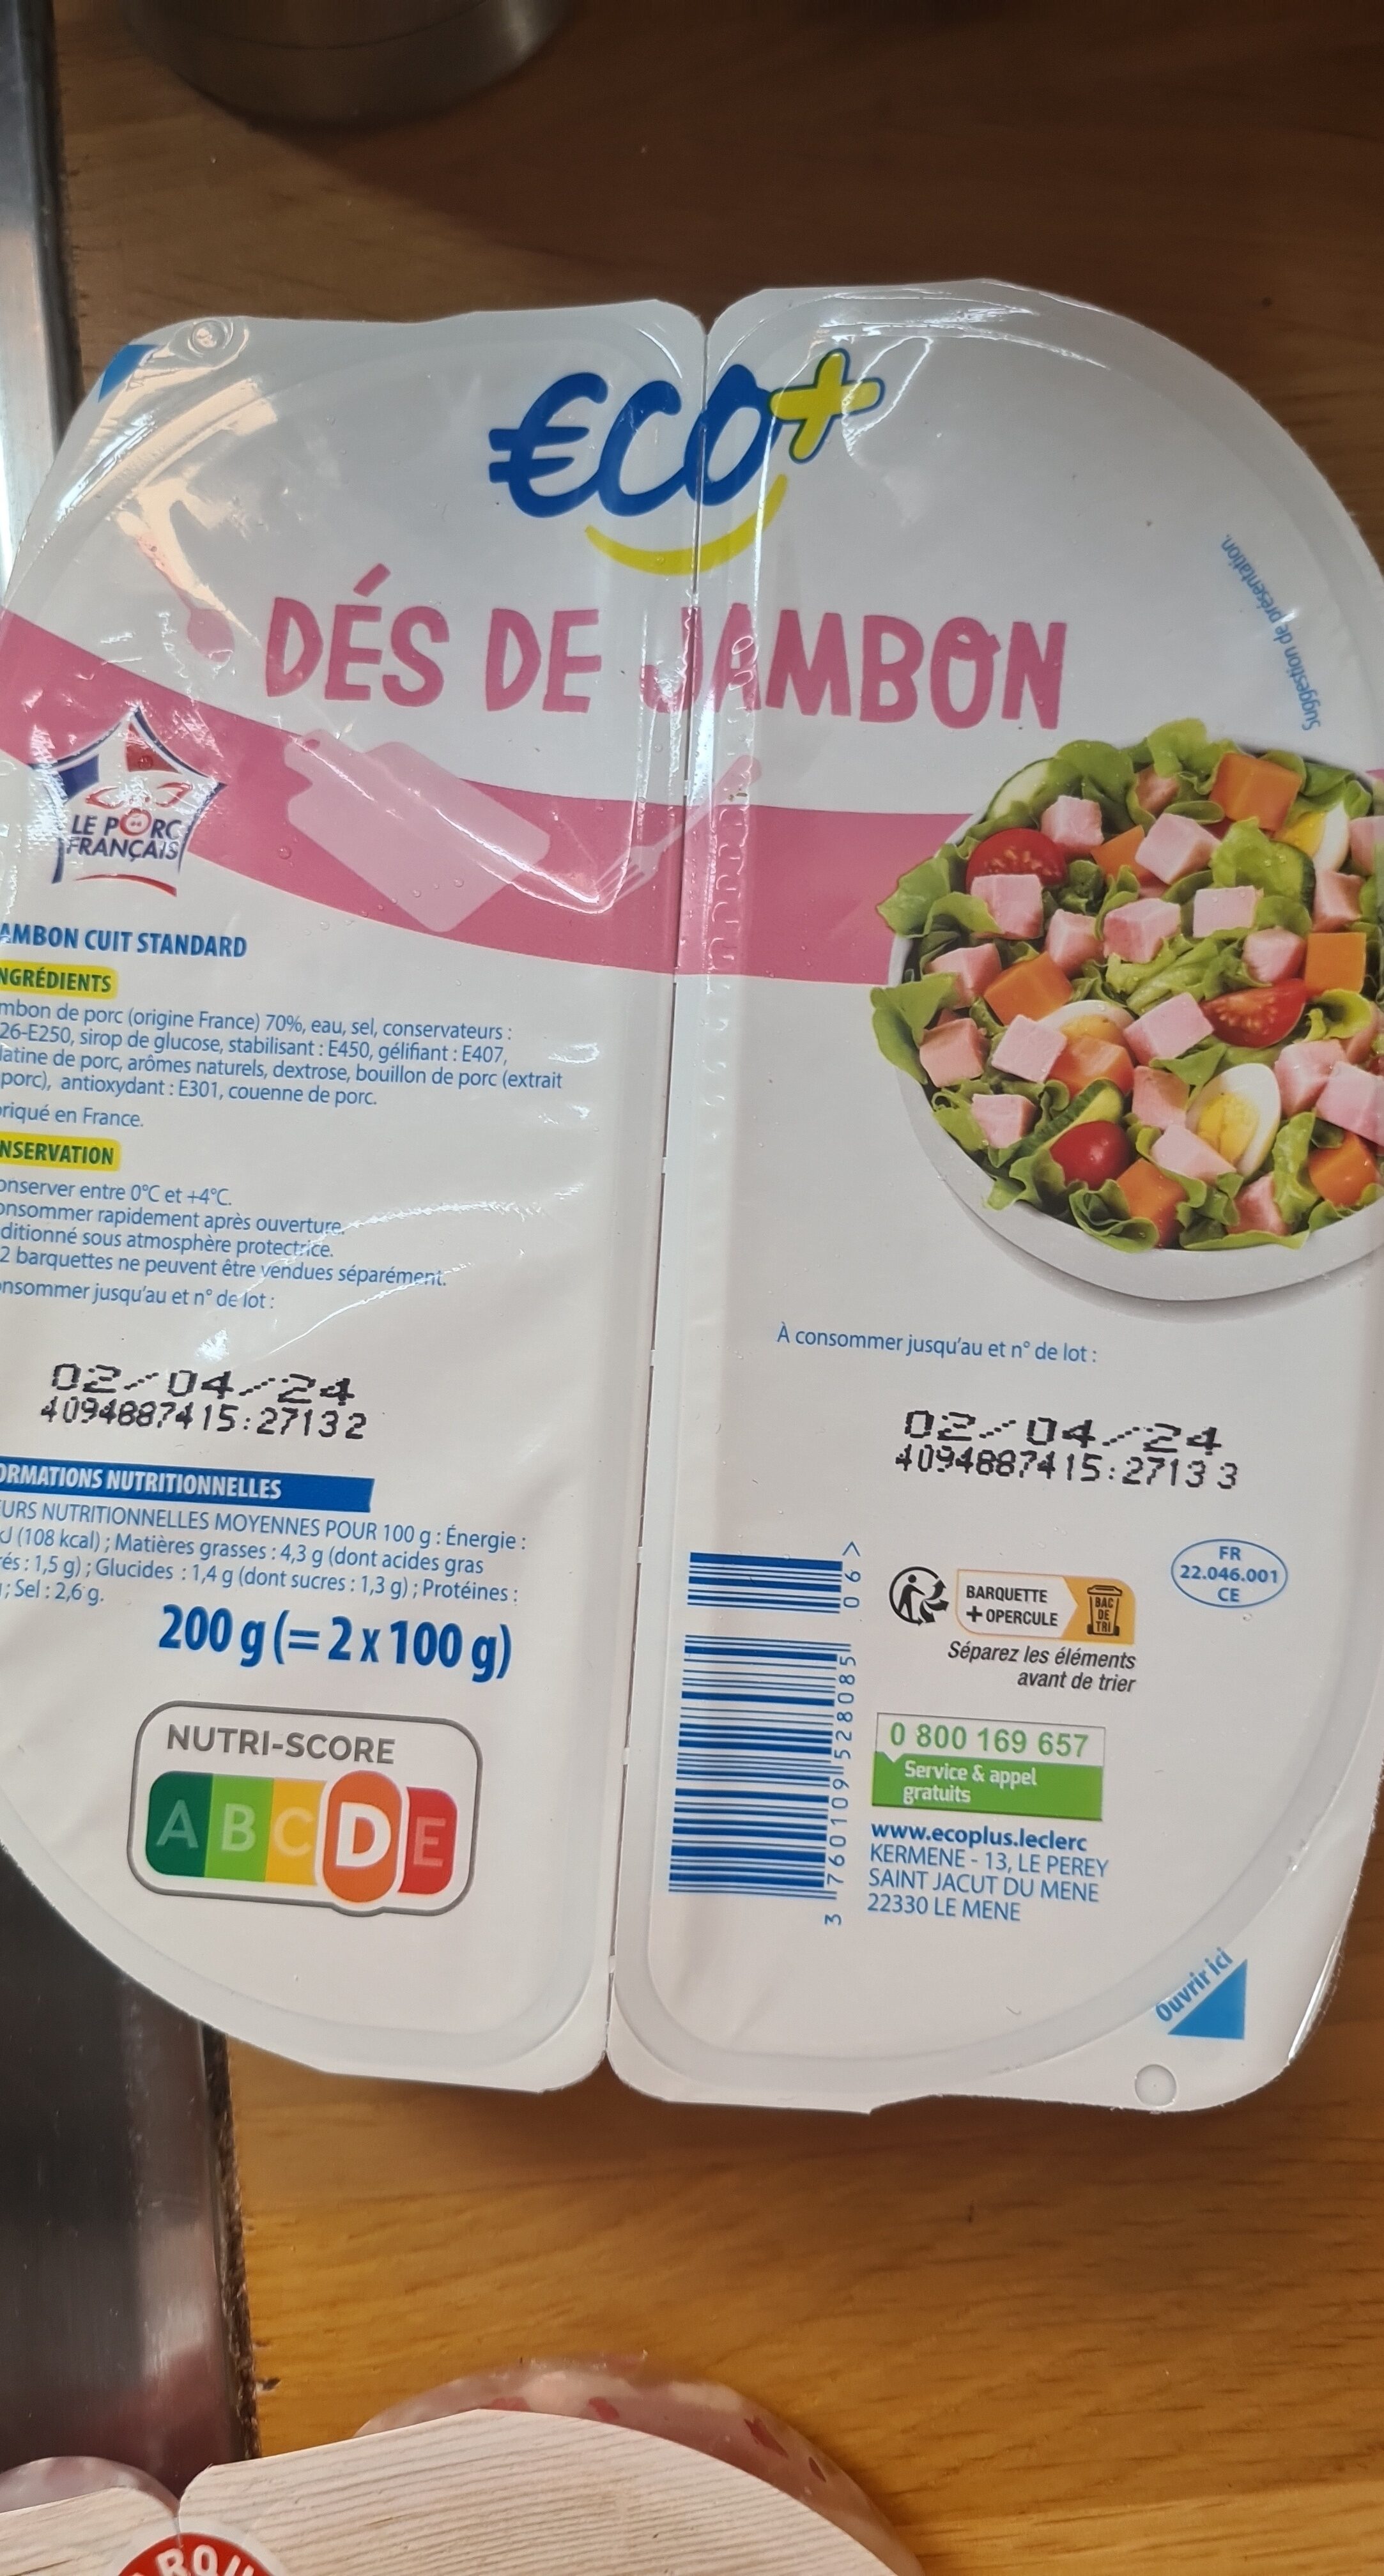 €CO+
DÉS DE JAMBON
Suggestion de présentation.
LE PORC
FRANÇAIS
AMBON CUIT STANDARD
NGRÉDIENTS
mbon de porc (origine France) 70%, eau, sel, conservateurs :
26-E250, sirop de glucose, stabilisant : E450, gélifiant : E407,
latine de porc, arômes naturels, dextrose, bouillon de porc (extrait
porc), antioxydant : E301, couenne de porc.
riqué en France.
NSERVATION
onserver entre 0°C et +4°C.
onsommer rapidement après ouverture.
ditionné sous atmosphère protectrice.
2 barquettes ne peuvent être vendues séparément.
onsommer jusqu'au et n° de lot :
02/04/24
4094887415:27132
ORMATIONS NUTRITIONNELLES
EURS NUTRITIONNELLES MOYENNES POUR 100 g : Énergie :
kJ (108 kcal) ; Matières grasses : 4,3 g (dont acides gras
rés : 1,5 g) ; Glucides : 1,4 g (dont sucres : 1,3 g) ; Protéines :
; Sel : 2,6 g.
200 g (= 2 x 100 g)
NUTRI-SCORE
A B C D E
À consommer jusqu'au et n° de lot :
02/04/24
4094887415:27133
FR
22.046.001
CE
BARQUETTE
+ OPERCULE
BAC
DE
TRI
Séparez les éléments
avant de trier
3 760109 528085 06 >
0 800 169 657
Service & appel
gratuits
www.ecoplus.leclerc
KERMENE - 13, LE PEREY
SAINT JACUT DU MENE
22330 LE MENE
Ouvrir ici